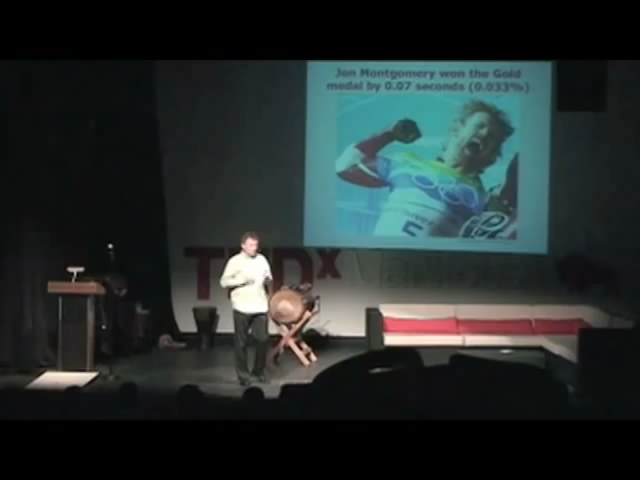 Jon Montgomery won the Gold
medal by 0.07 seconds (0.033%)
TEDx